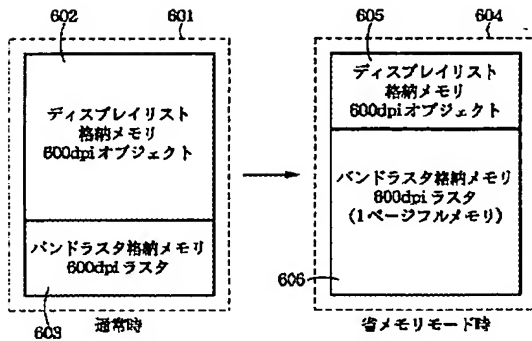 602
601
ディスプレイリスト
格納メモリ
600dpiオブジェクト
バンドラスタ格納メモリ
600dpiラスタ
603
通常時
605
604
ディスプレイリスト
格納メモリ
600dpiオブジェクト
バンドラスタ格納メモリ
600dpiラスタ
(1ページフルメモリ)
606
省メモリモード時